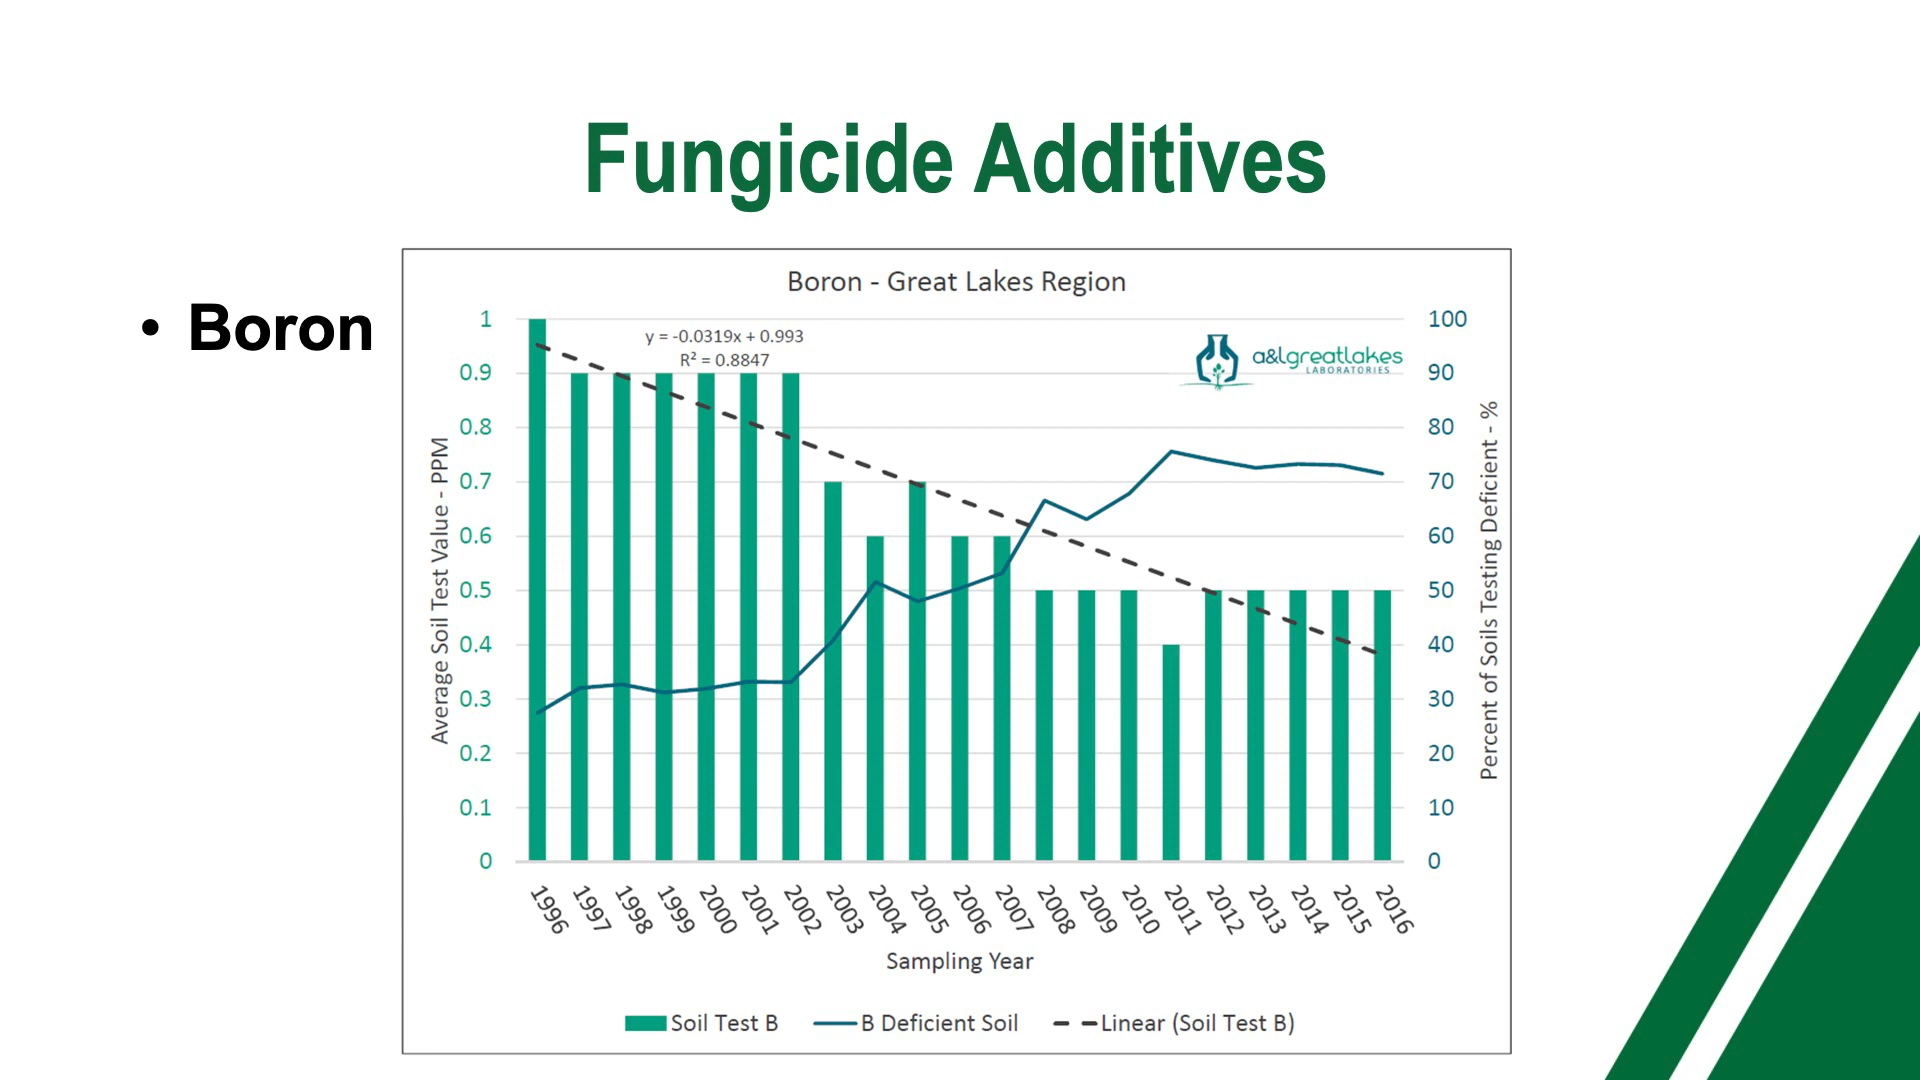 Fungicide Additives
• Boron
Boron - Great Lakes Region
y = -0.0319x + 0.993
R² = 0.8847
a&lgreatlakes
LABORATORIES
Average Soil Test Value - PPM
1
0.9
0.8
0.7
0.6
0.5
0.4
0.3
0.2
0.1
0
100
90
80
70
60
50
40
30
20
10
0
Percent of Soils Testing Deficient - %
1996 1997 1998 1999 2000 2001 2002 2003 2004 2005 2006 2007 2008 2009 2010 2011 2012 2013 2014 2015 2016
Sampling Year
Soil Test B B Deficient Soil Linear (Soil Test B)